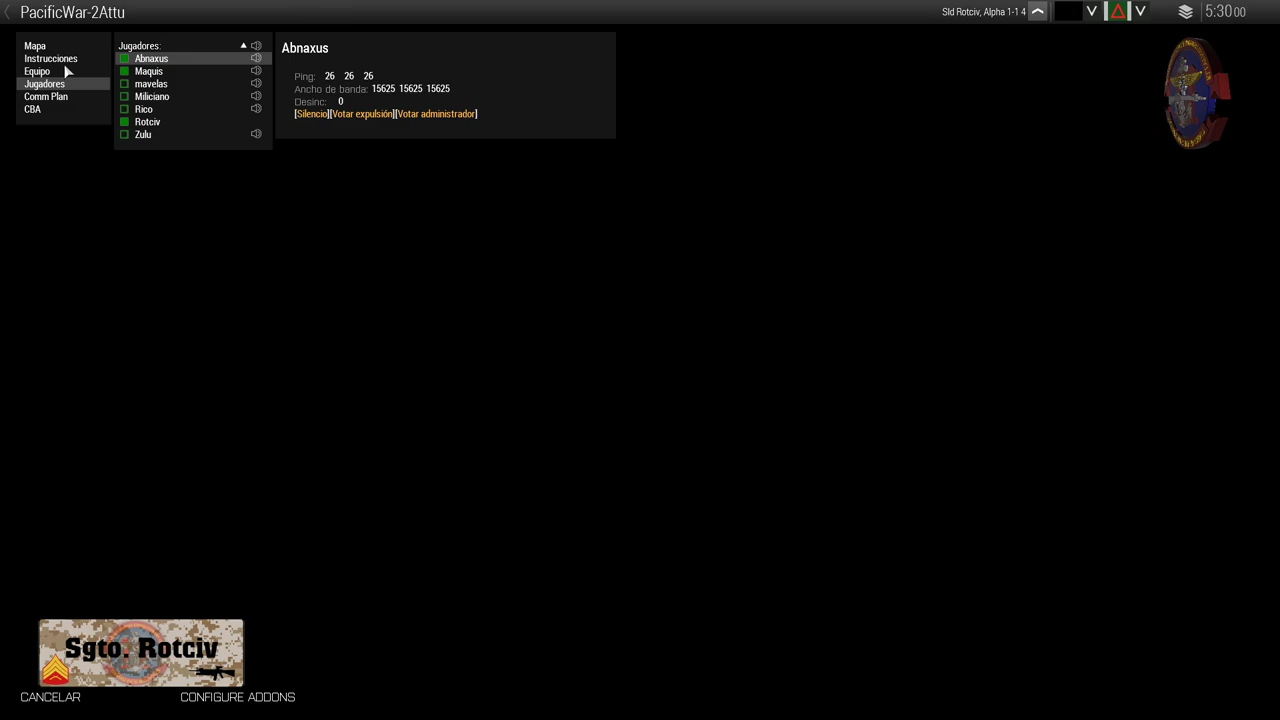 PacificWar-2Attu
Sld Rotciv, Alpha 1-1 4
5:30 00
Mapa
Instrucciones
Equipo
Jugadores
Comm Plan
CBA
Jugadores:
Abnaxus
Maquis
mavelas
Miliciano
Rico
Rotciv
Zulu
Abnaxus
Ping: 26 26 26
Ancho de banda: 15625 15625 15625
Desinc: 0
[Silencio][Votar expulsión][Votar administrador]
Sgto. Rotciv
CANCELAR
CONFIGURE ADDONS